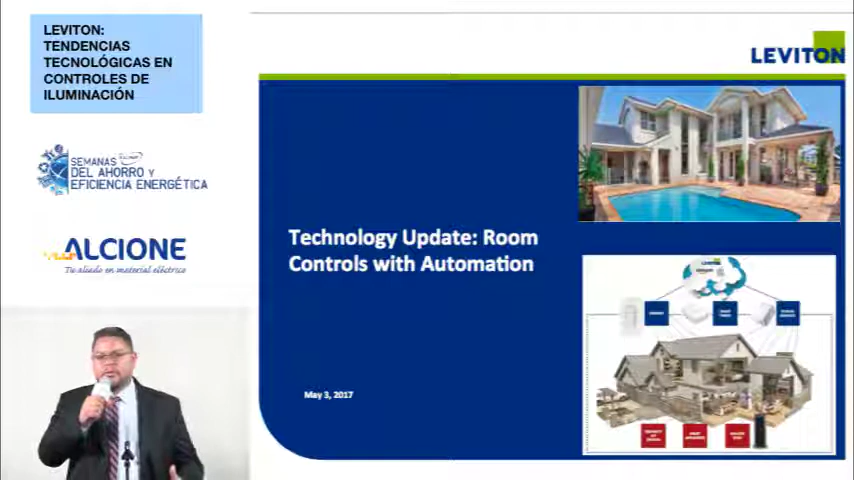 LEVITON:
TENDENCIAS
TECNOLÓGICAS EN
CONTROLES DE
ILUMINACIÓN
SEMANAS
DEL AHORRO Y
EFICIENCIA ENERGÉTICA
ALCIONE
Tu aliado en material eléctrico
LEVITON
Technology Update: Room
Controls with Automation
May 3, 2017
LEVITON